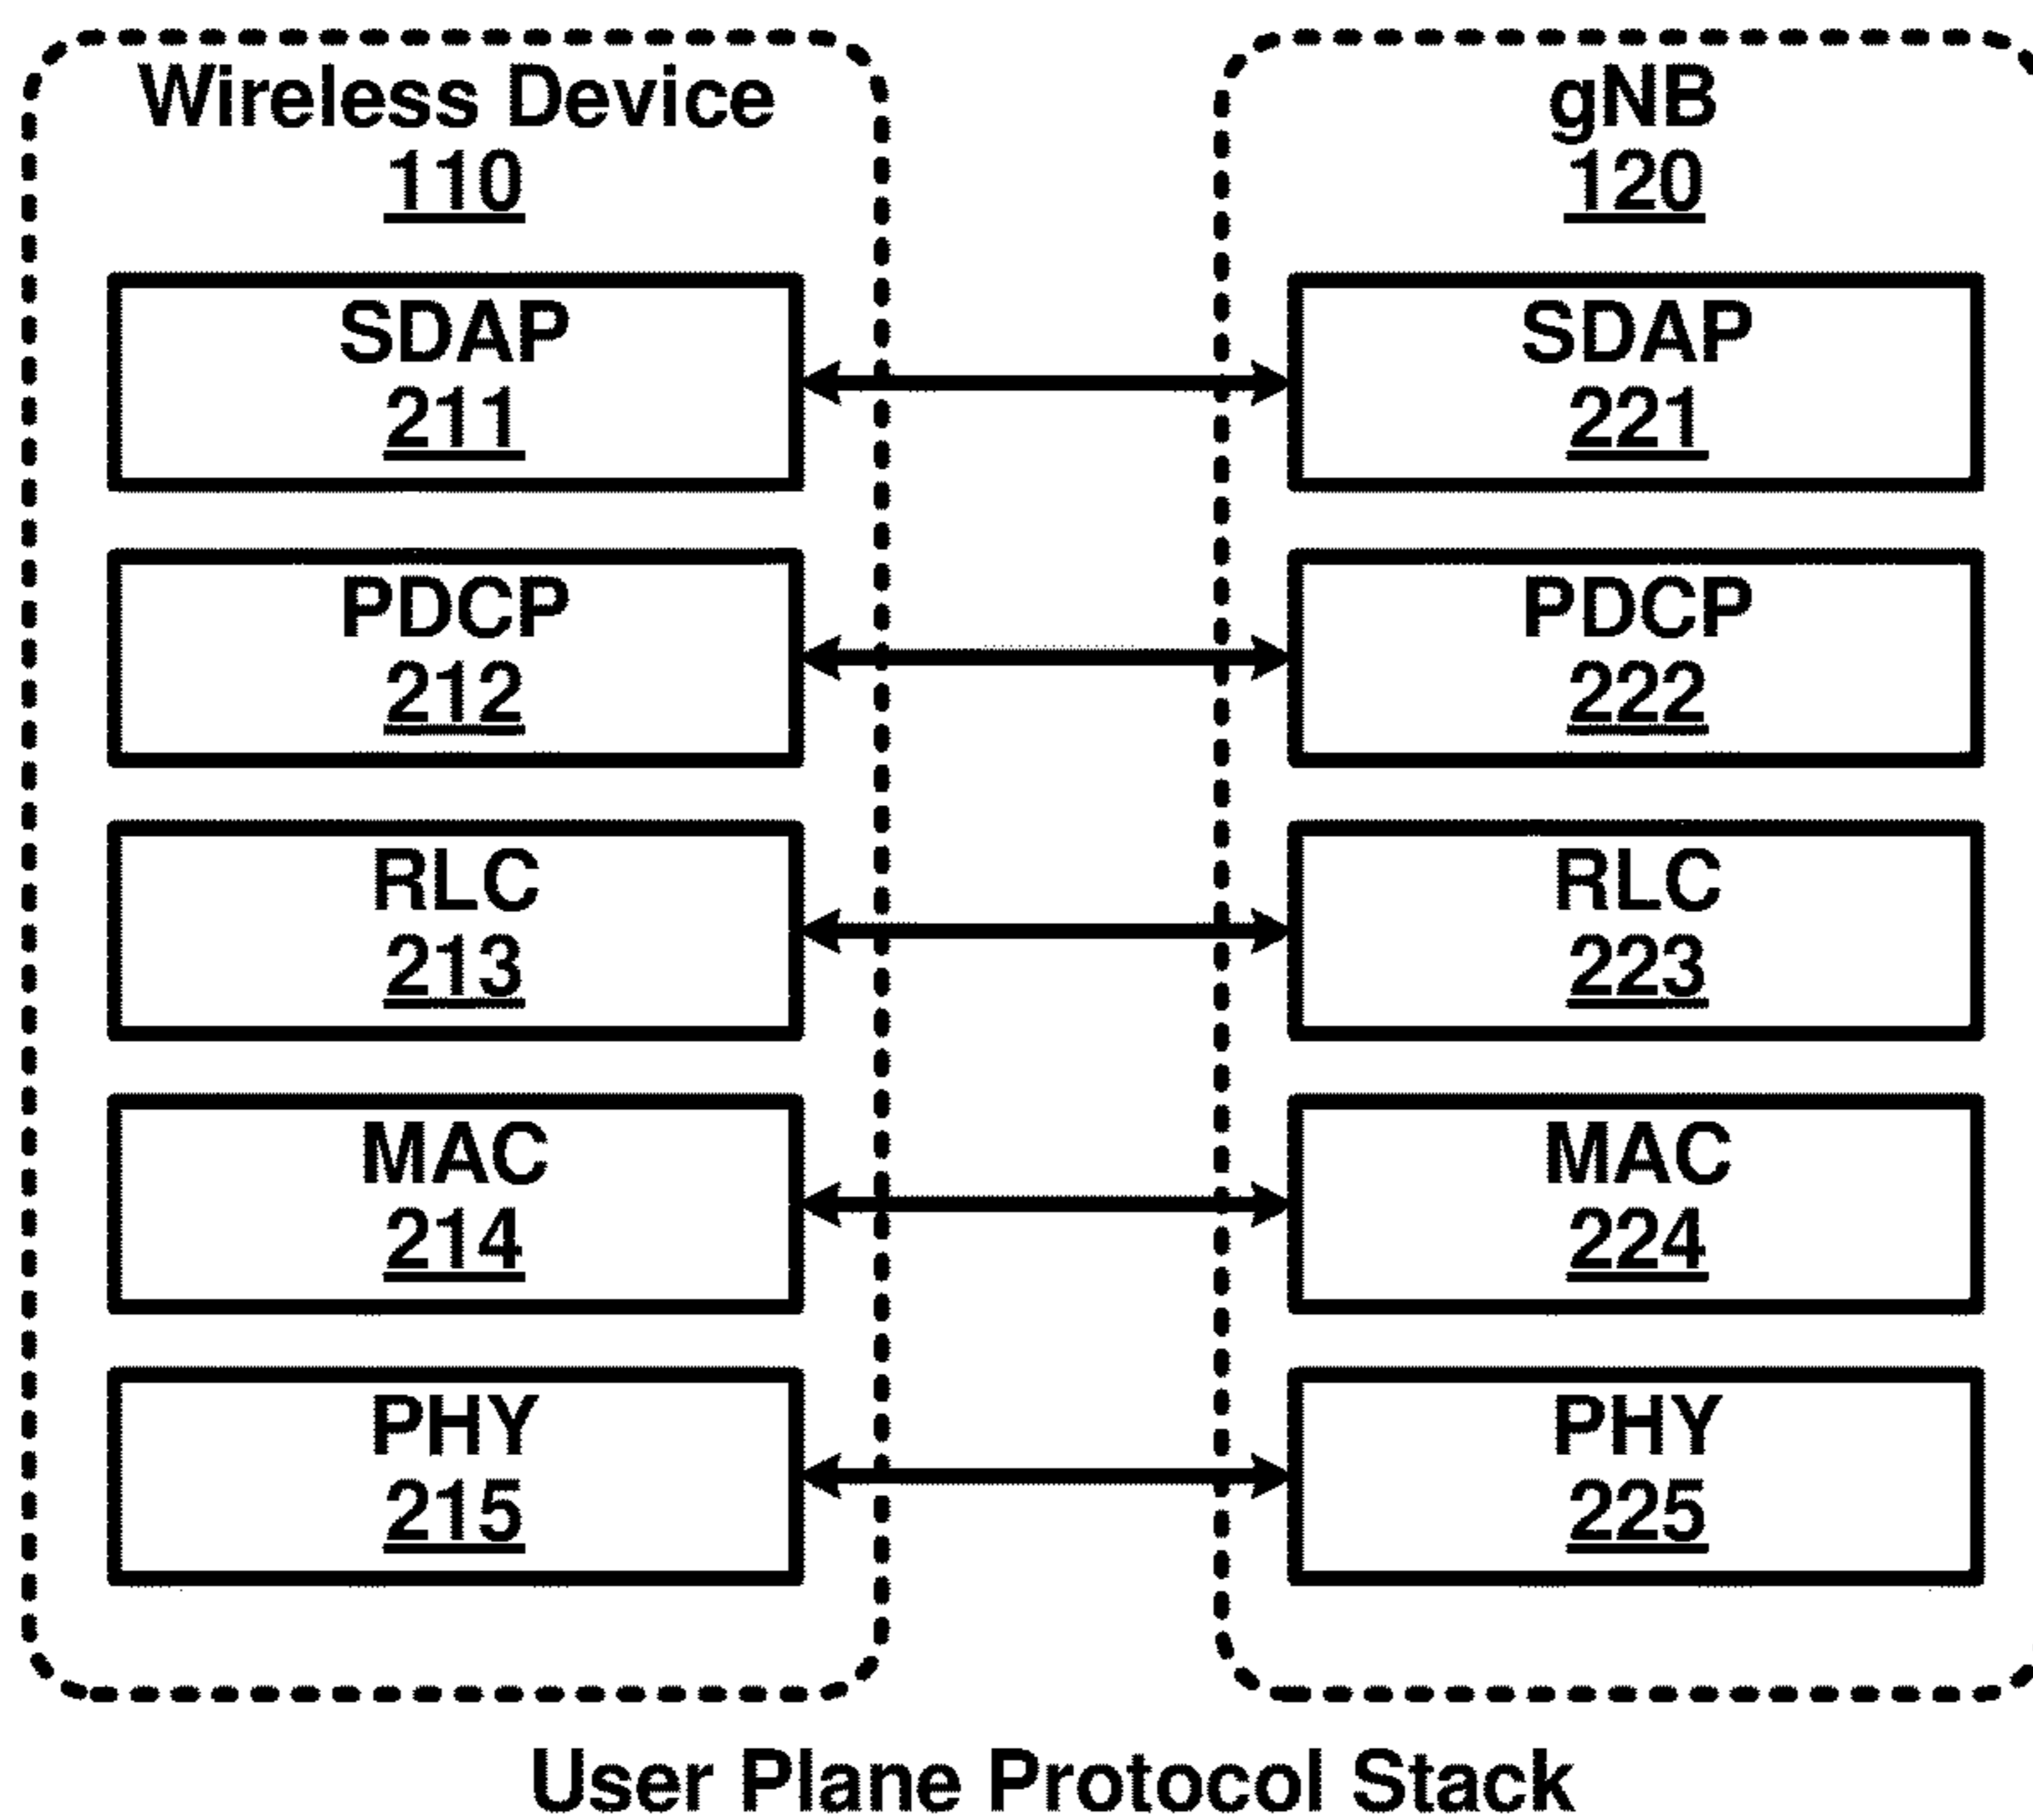 Wireless Device
110
gNB
120
SDAP
211
SDAP
221
PDCP
212
PDCP
222
RLC
213
RLC
223
MAC
214
MAC
224
PHY
215
PHY
225
User Plane Protocol Stack